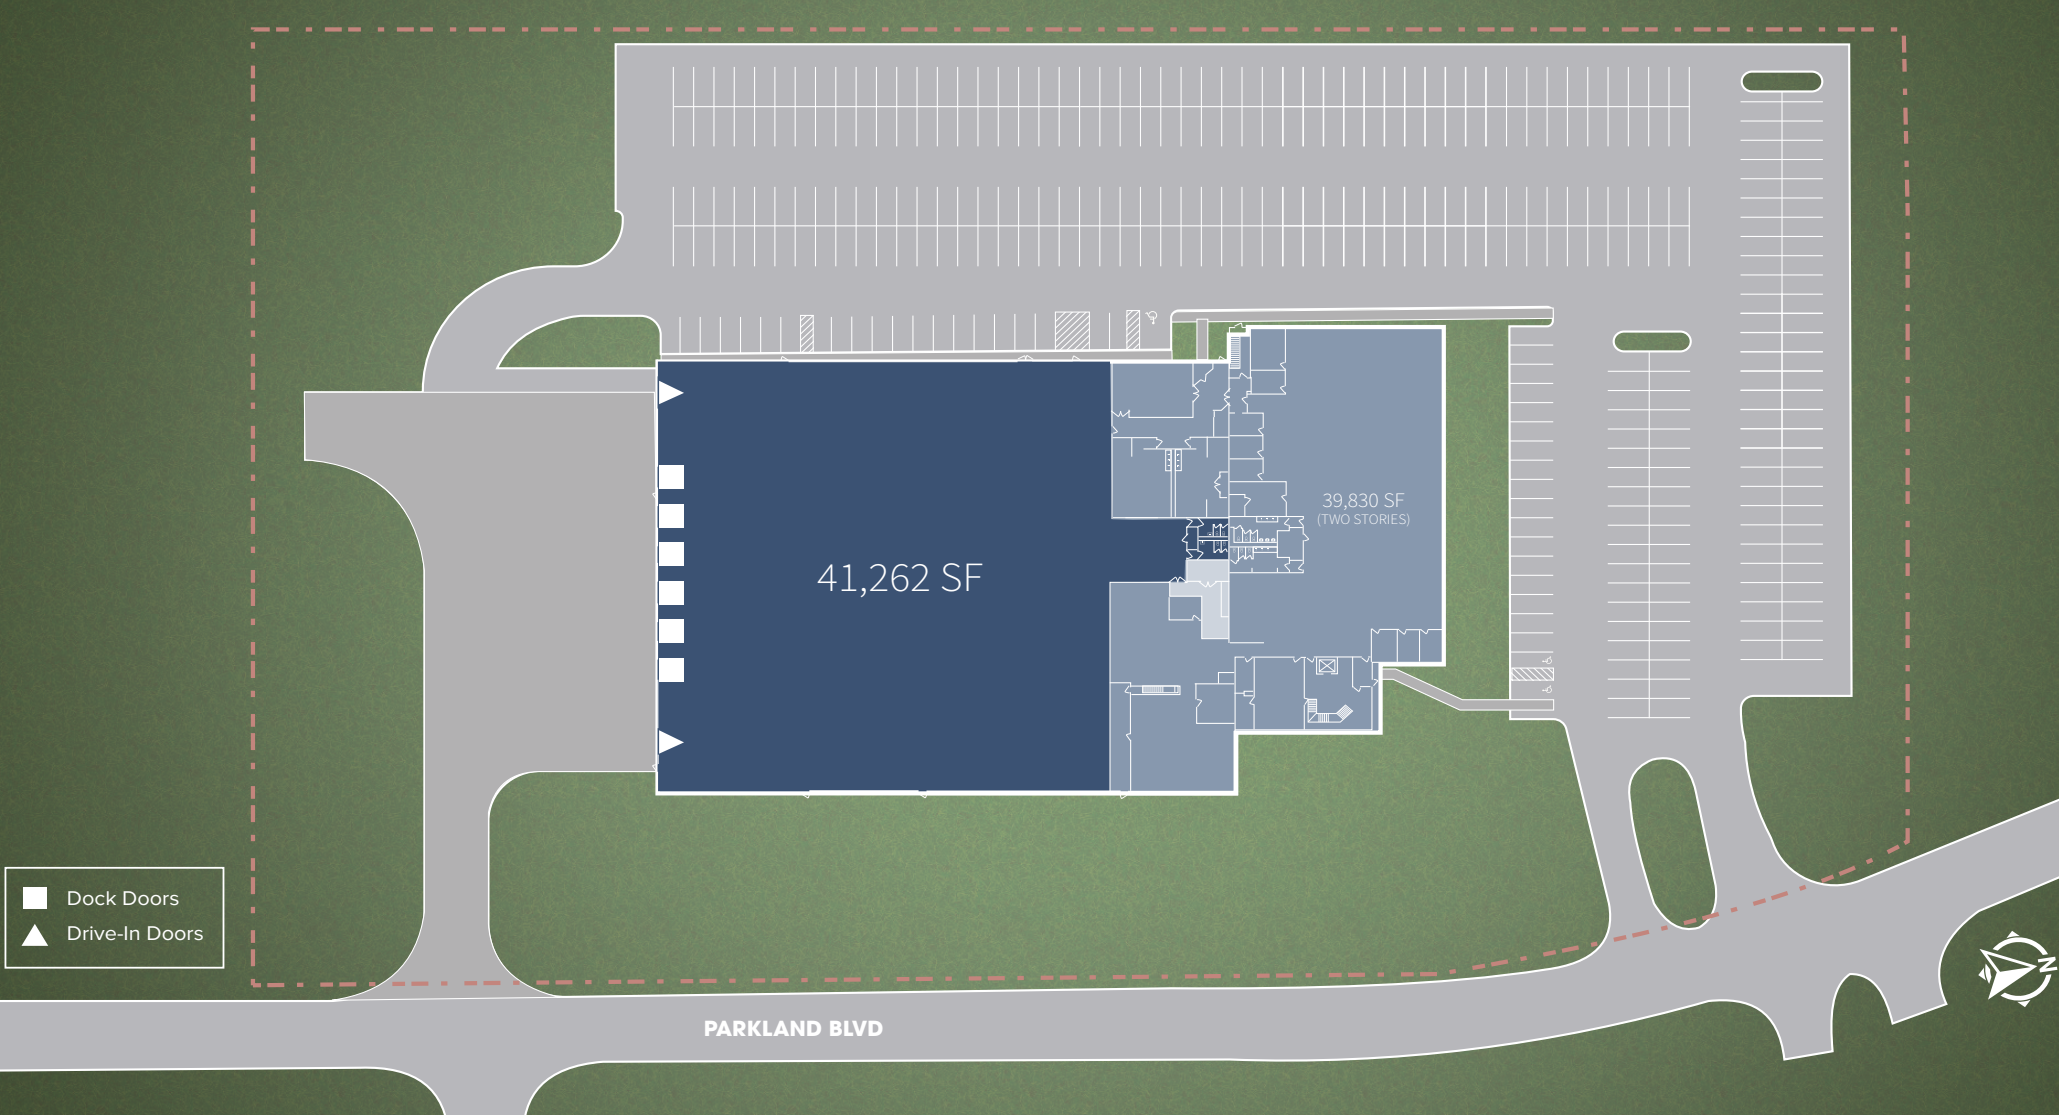 39,830 SF
(TWO STORIES)
41,262 SF
Dock Doors
Drive-In Doors
N
PARKLAND BLVD